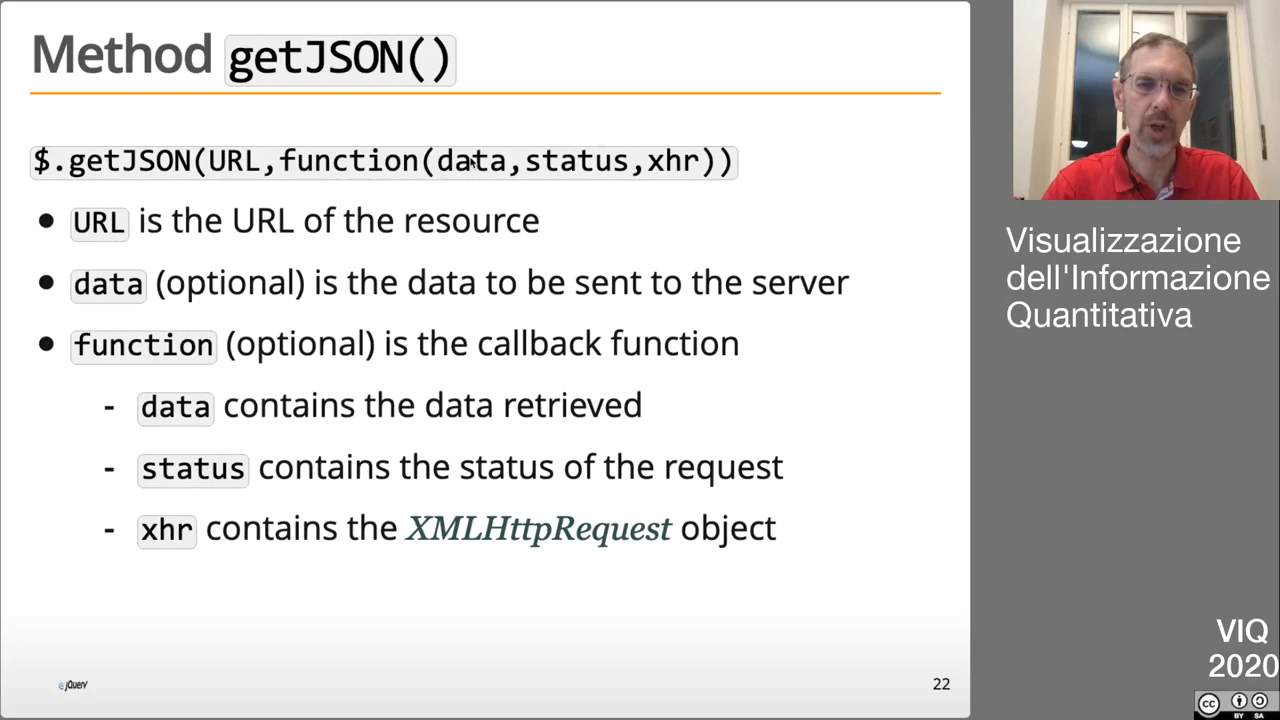 Method getJSON()
$.getJSON(URL,function(data,status,xhr))
● URL is the URL of the resource
● data (optional) is the data to be sent to the server
● function (optional) is the callback function
- data contains the data retrieved
- status contains the status of the request
- xhr contains the XMLHttpRequest object
jQuery
22
Visualizzazione
dell'Informazione
Quantitativa
VIQ
2020
cc
BY SA